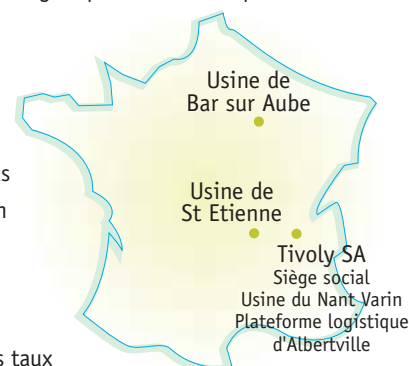 Usine de
Bar sur Aube
s
n
Usine de
St Etienne
Tivoly SA
Siège social
Usine du Nant Varin
Plateforme logistique
d'Albertville
s taux